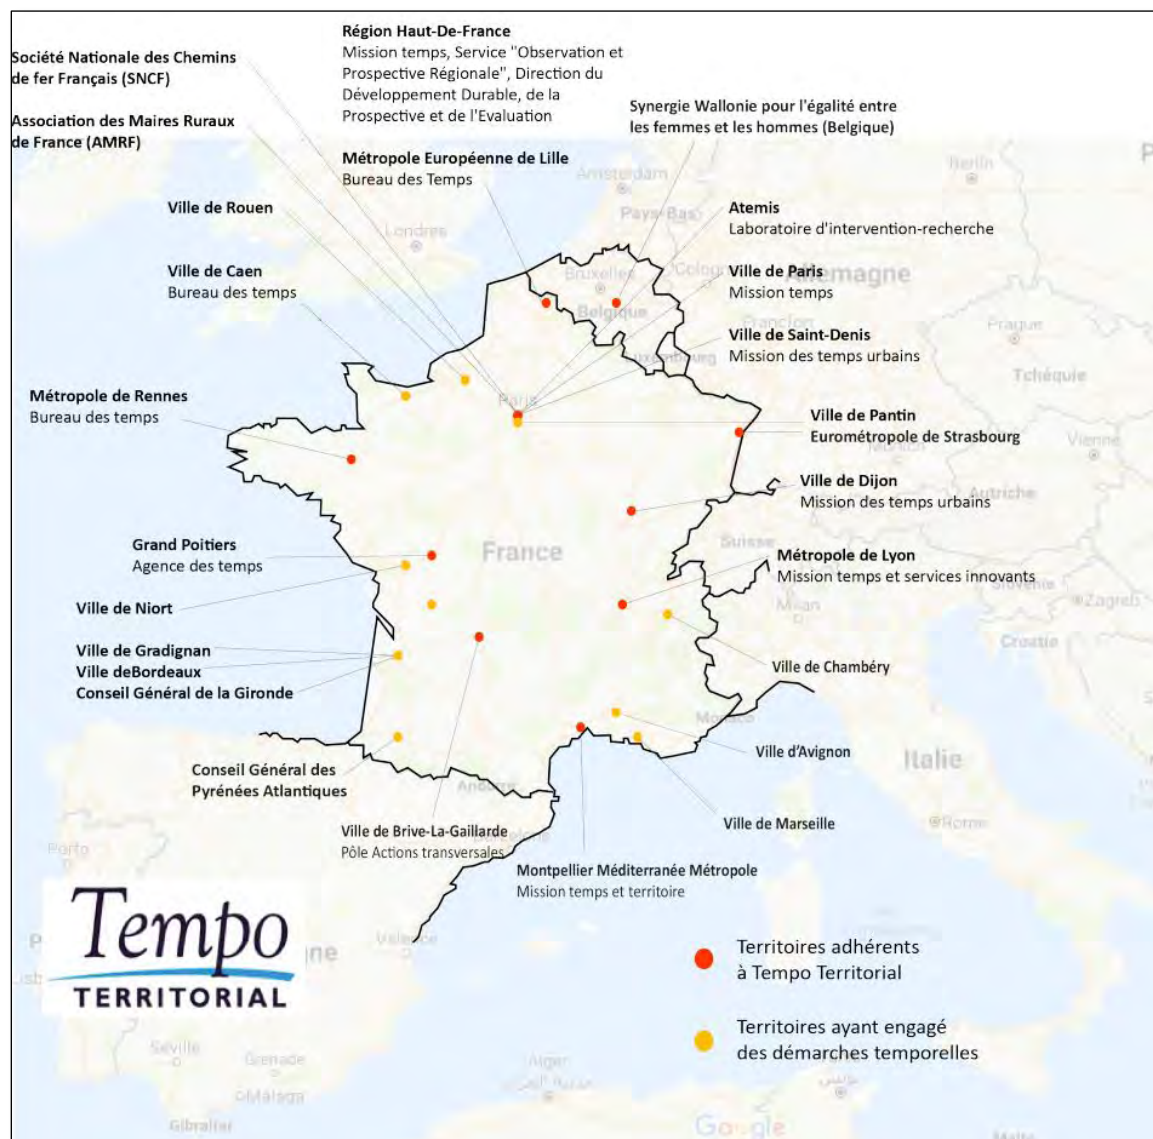 Société Nationale des Chemins
de fer Français (SNCF)
Association des Maires Ruraux
de France (AMRF)
Région Haut-De-France
Mission temps, Service "Observation et
Prospective Régionale", Direction du
Développement Durable, de la
Prospective et de l'Evaluation
Synergie Wallonie pour l'égalité entre
les femmes et les hommes (Belgique)
Métropole Européenne de Lille
Bureau des Temps
Ville de Rouen
Atemis
Laboratoire d'intervention-recherche
Ville de Caen
Bureau des temps
Ville de Paris
Mission temps
Ville de Saint-Denis
Mission des temps urbains
Métropole de Rennes
Bureau des temps
Ville de Pantin
Eurométropole de Strasbourg
Ville de Dijon
Mission des temps urbains
Grand Poitiers
Agence des temps
Métropole de Lyon
Mission temps et services innovants
Ville de Niort
Ville de Gradignan
Ville deBordeaux
Conseil Général de la Gironde
Ville de Chambéry
Ville d'Avignon
Conseil Général des
Pyrénées Atlantiques
Ville de Marseille
Ville de Brive-La-Gaillarde
Pôle Actions transversales
Montpellier Méditerranée Métropole
Mission temps et territoire
Tempo
TERRITORIAL
Territoires adhérents
à Tempo Territorial
Territoires ayant engagé
des démarches temporelles
Amsterdam
Berlin
Pays-Bas
Londres
Bruxelles
Cologne
Allemagne
Belgique
Prague
Luxembourg
Tchéquie
Paris
Vienne
Autriche
France
Suisse
Slovénie
Milan
Zagreb
Croatie
Monaco
Italie
Rome
Porto
Valence
Séville
Grenade
Málaga
Gibraltar
Alger
Google